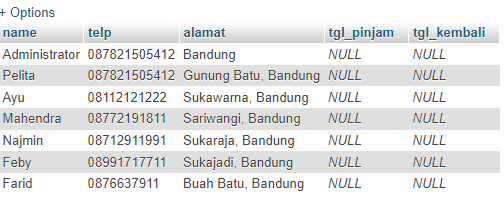 + Options
name telp alamat tgl_pinjam tgl_kembali
Administrator 087821505412 Bandung NULL NULL
Pelita 087821505412 Gunung Batu, Bandung NULL NULL
Ayu 08112121222 Sukawarna, Bandung NULL NULL
Mahendra 08772191811 Sariwangi, Bandung NULL NULL
Najmin 08712911991 Sukaraja, Bandung NULL NULL
Feby 08991717711 Sukajadi, Bandung NULL NULL
Farid 0876637911 Buah Batu, Bandung NULL NULL